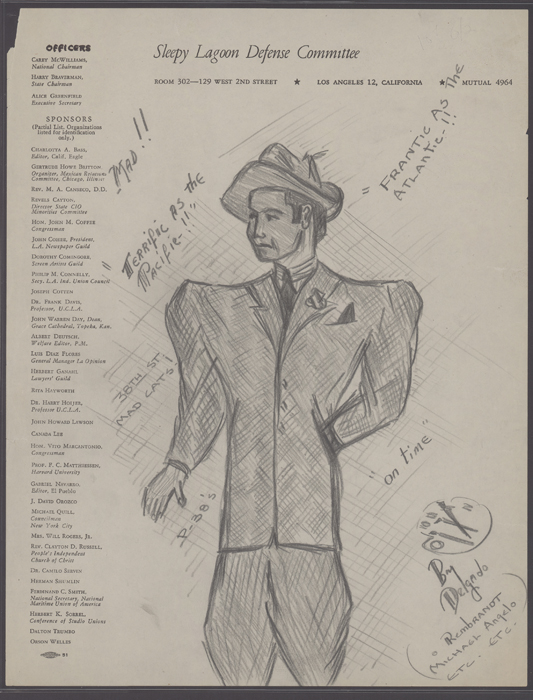 OFFICERS
CAREY MCWILLIAMS,
National Chairman
HARRY BRAVERMAN,
State Chairman
ALICE GREENFIELD
Executive Secretary
SPONSORS
(Partial List, Organizations
listed for identification
only.)
CHARLOTTA A. BASS,
Editor, Calif. Eagle
GERTRUDE HOWE BRITTON
Organizer, Mexican Relations
Committee, Chicago, Illinois
REV. M. A. CANSECO, D.D.
REVELS CAYTON,
Director State CIO
Minorities Committee
HON. JOHN M. COFFEE
Congressman
JOHN COSTE, President,
L.A. Newspaper Guild
DOROTHY COMINGORE,
Screen Artists Guild
PHILIP M. CONNELLY,
Secy. L.A. Ind. Union Council
JOSEPH COTTEN
DR. FRANK DAVIS,
Professor, U.C.L.A.
JOHN WARREN DAY, Dean,
Grace Cathedral, Topeka, Kan.
ALBERT DEUTSCH,
Welfare Editor, P.M.
LUIS DIAZ FLORES
General Manager La Opinion
HERBERT GANAHL
Lawyers' Guild
RITA HAYWORTH
DR. HARRY HOIJER,
Professor U.C.L.A.
JOHN HOWARD LAWSON
CANADA LEE
HON. VITO MARCANTONIO,
Congressman
PROF. F. C. MATTHIESSEN,
Harvard University
GABRIEL NAVARRO,
Editor, El Pueblo
J. DAVID OROZCO
MICHAEL QUILL,
Councilman
New York City
MRS. WILL ROGERS, JR.
REV. CLAYTON D. RUSSELL,
People's Independent
Church of Christ
DR. CAMILO SERVIN
HERMAN SHUMLIN
FERDINAND C. SMITH,
National Secretary, National
Maritime Union of America
HERBERT K. SORRELL,
Conference of Studio Unions
DALTON TRUMBO
ORSON WELLES
Sleepy Lagoon Defense Committee
ROOM 302—129 WEST 2ND STREET ★ LOS ANGELES 12, CALIFORNIA ★ MUTUAL 4964
"MAD!!
"TERRIFIC AS THE
PACIFIC-!!"
"FRANTIC AS THE
ATLANTIC-!!
38TH ST.
MAD CATS!
P-38'S
"ON TIME"
By
Delgado
("REMBRANDT
MICHAEL ANGELO
ETC. ETC.)